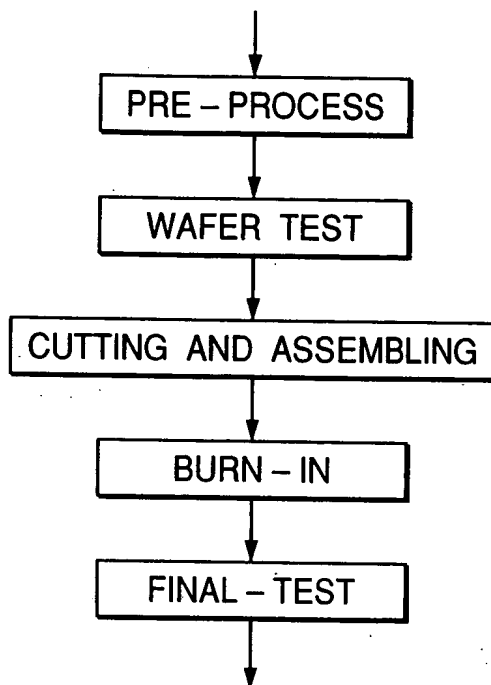 PRE – PROCESS
WAFER TEST
CUTTING AND ASSEMBLING
BURN – IN
FINAL – TEST